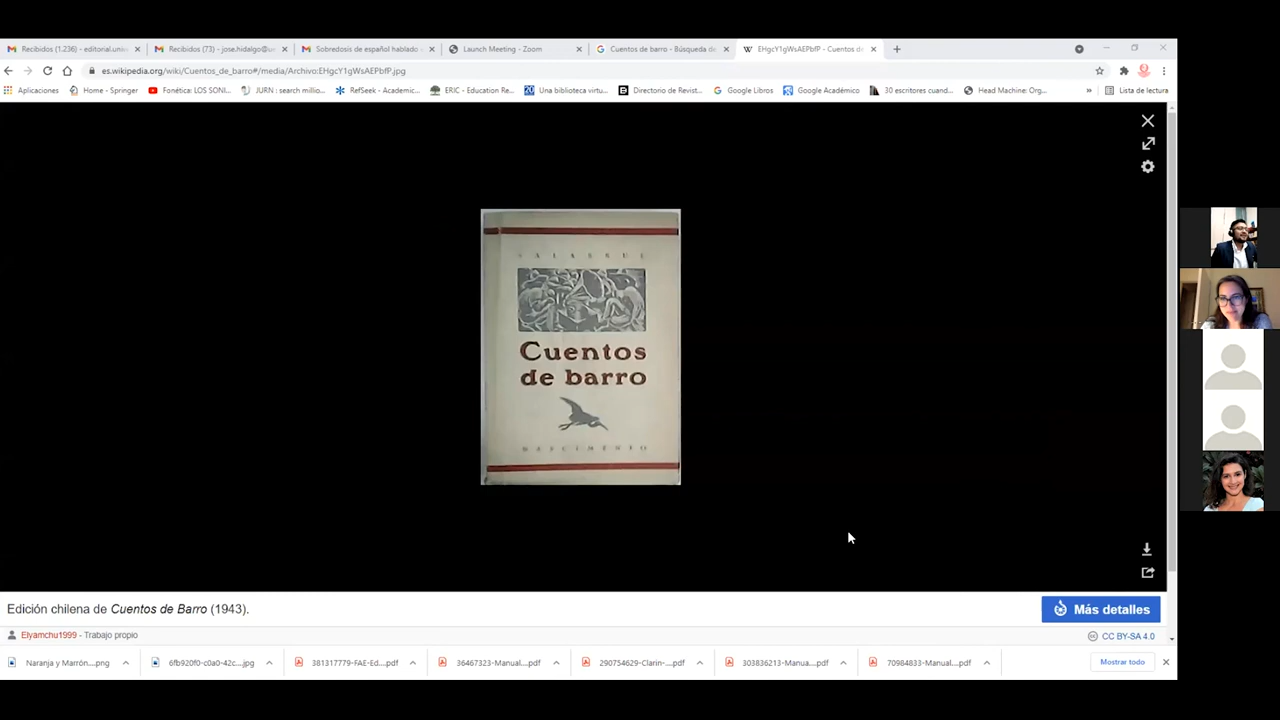 Recibidos (1.236) - editorial.univ
Recibidos (73) - jose.hidalgo@u
Sobredosis de español hablado
Launch Meeting - Zoom
Cuentos de barro - Búsqueda de
EHgcY1gWsAEPbfP - Cuentos d
es.wikipedia.org/wiki/Cuentos_de_barro#/media/Archivo:EHgcY1gWsAEPbfP.jpg
Aplicaciones
Home - Springer
Fonética: LOS SONI...
JURN : search millio...
RefSeek - Academic...
ERIC - Education Re...
Una biblioteca virtu...
Directorio de Revist...
Google Libros
Google Académico
30 escritores cuand...
Head Machine: Org...
»
Lista de lectura
SALARRUÉ
Cuentos
de barro
NASCIMENTO
Edición chilena de Cuentos de Barro (1943).
Más detalles
Elyamchu1999 - Trabajo propio
CC BY-SA 4.0
Naranja y Marrón....png
6fb920f0-c0a0-42c....jpg
381317779-FAE-Ed....pdf
36467323-Manual....pdf
290754629-Clarin-....pdf
303836213-Manua....pdf
70984833-Manual....pdf
Mostrar todo